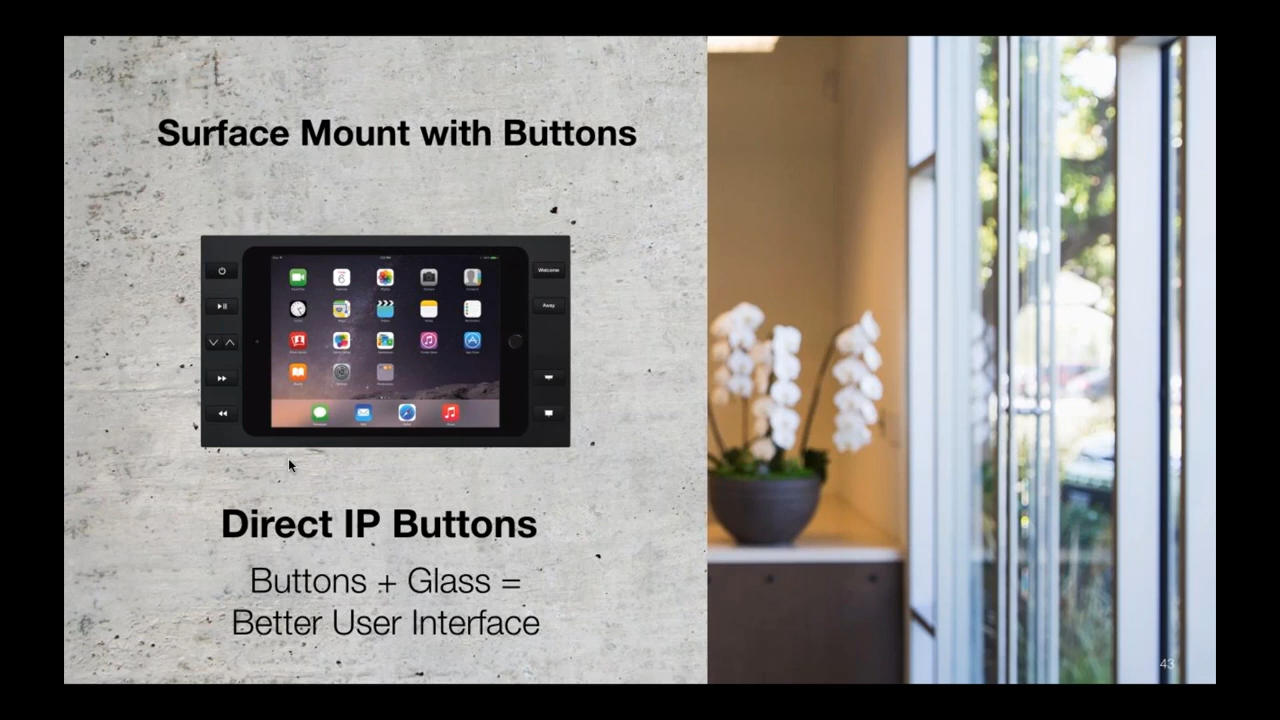 Surface Mount with Buttons
Welcome
Away
Direct IP Buttons
Buttons + Glass =
Better User Interface
43